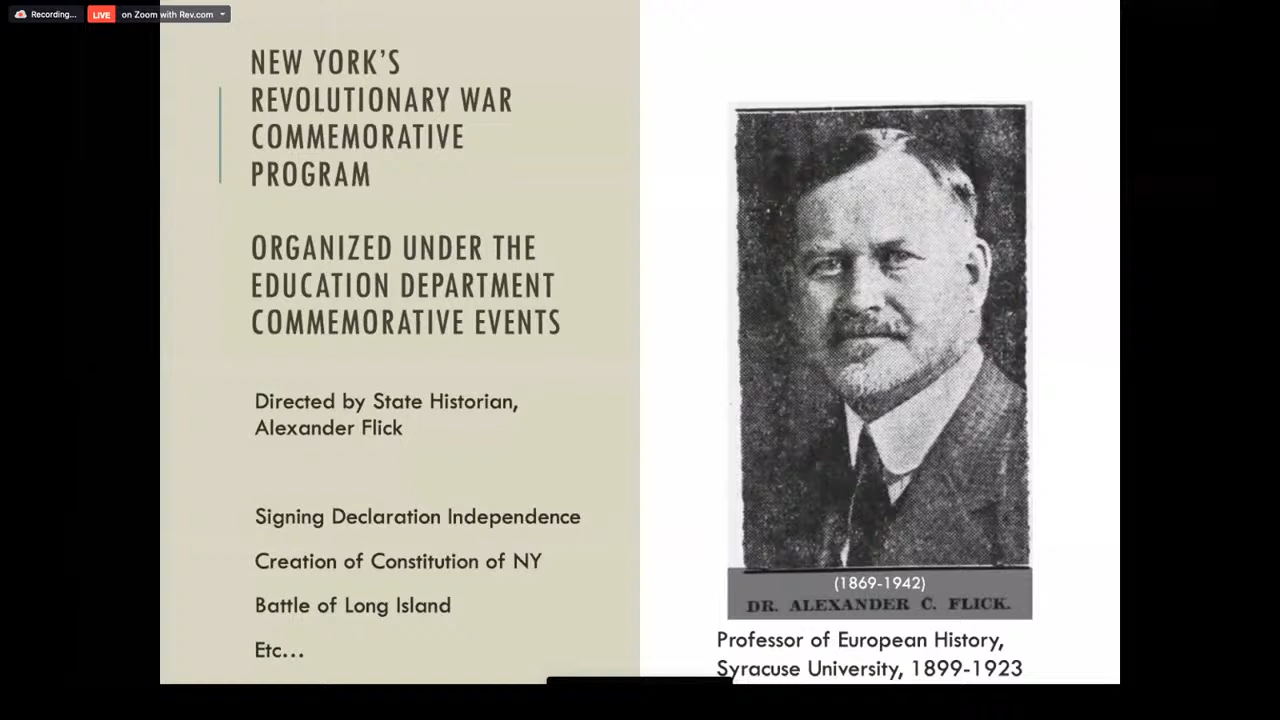 Recording...
LIVE on Zoom with Rev.com
NEW YORK'S
REVOLUTIONARY WAR
COMMEMORATIVE
PROGRAM
ORGANIZED UNDER THE
EDUCATION DEPARTMENT
COMMEMORATIVE EVENTS
Directed by State Historian,
Alexander Flick
Signing Declaration Independence
Creation of Constitution of NY
Battle of Long Island
Etc...
(1869-1942)
DR. ALEXANDER C. FLICK.
Professor of European History,
Syracuse University, 1899-1923